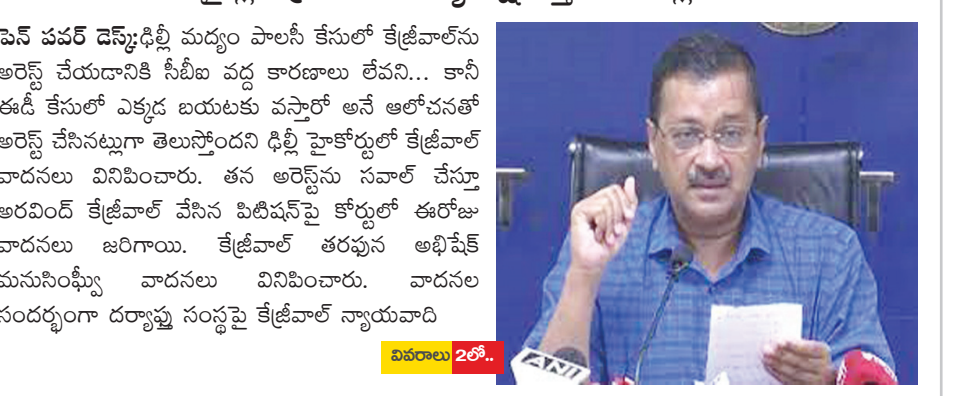 పెన్ పవర్ డెస్క్:ఢిల్లీ మద్యం పాలసీ కేసులో కేజ్రీవాల్‌ను
అరెస్ట్ చేయడానికి సీబీఐ వద్ద కారణాలు లేవని... కానీ
ఈడీ కేసులో ఎక్కడ బయటకు వస్తారో అనే ఆలోచనతో
అరెస్ట్ చేసినట్లుగా తెలుస్తోందని ఢిల్లీ హైకోర్టులో కేజ్రీవాల్
వాదనలు వినిపించారు. తన అరెస్ట్‌ను సవాల్ చేస్తూ
అరవింద్ కేజ్రీవాల్ వేసిన పిటిషన్‌పై కోర్టులో ఈరోజు
వాదనలు జరిగాయి. కేజ్రీవాల్ తరఫున అభిషేక్
మనుసింఘ్వీ వాదనలు వినిపించారు. వాదనల
సందర్భంగా దర్యాప్తు సంస్థపై కేజ్రీవాల్ న్యాయవాది
వివరాలు 2లో..
ANI